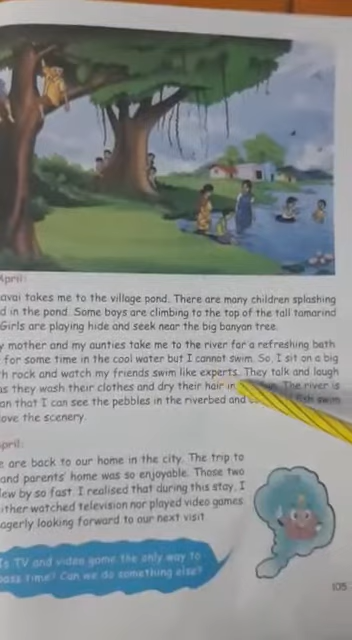 April:
avai takes me to the village pond. There are many children splashing
d in the pond. Some boys are climbing to the top of the tall tamarind
Girls are playing hide and seek near the big banyan tree.
y mother and my aunties take me to the river for a refreshing bath
for some time in the cool water but I cannot swim. So, I sit on a big
h rock and watch my friends swim like experts. They talk and laugh
as they wash their clothes and dry their hair in The river is
an that I can see the pebbles in the riverbed and fish swim
ove the scenery.
pril:
e are back to our home in the city. The trip to
and parents' home was so enjoyable. Those two
lew by so fast. I realised that during this stay, I
ither watched television nor played video games.
agerly looking forward to our next visit.
Is TV and video game the only way to
pass time? Can we do something else?
105